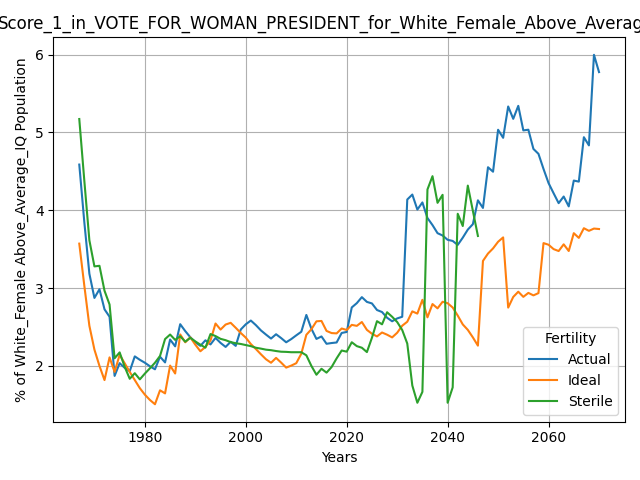 Score_1_in_VOTE_FOR_WOMAN_PRESIDENT_for_White_Female_Above_Averag
% of White_Female Above_Average_IQ Population
6
5
4
3
2
1980
2000
2020
2040
2060
Years
Fertility
Actual
Ideal
Sterile